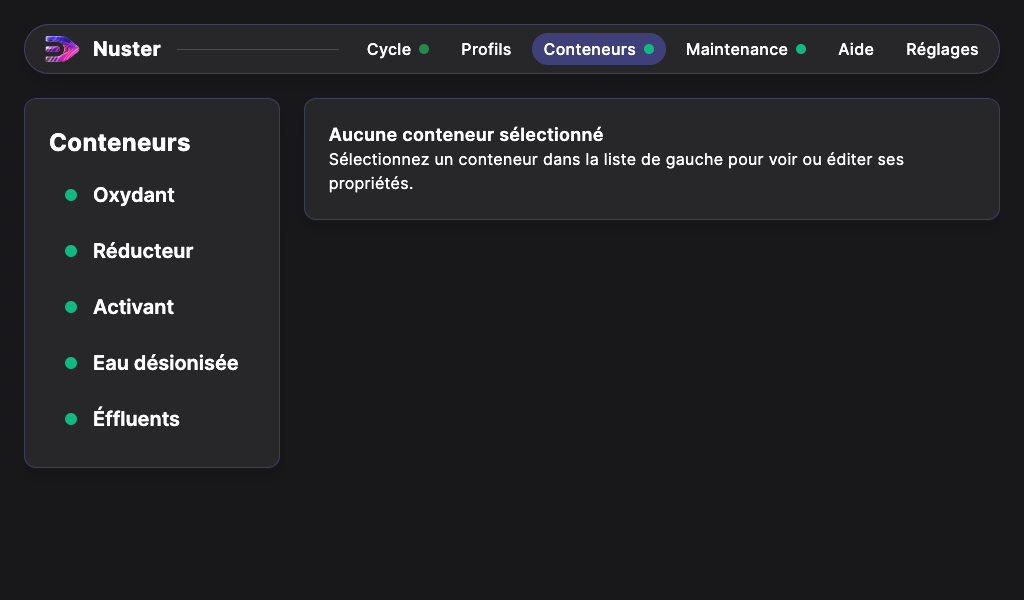 Nuster
Cycle
Profils
Conteneurs
Maintenance
Aide
Réglages
Conteneurs
Oxydant
Réducteur
Activant
Eau désionisée
Éffluents
Aucune conteneur sélectionné
Sélectionnez un conteneur dans la liste de gauche pour voir ou éditer ses
propriétés.